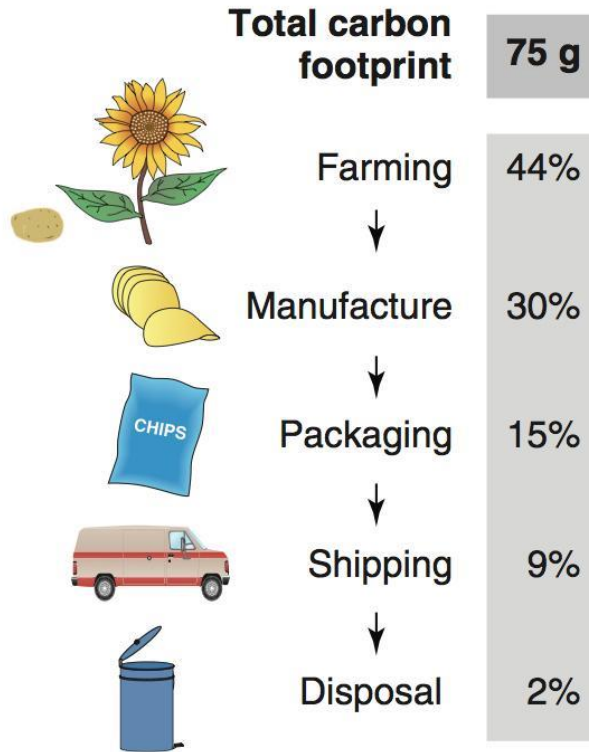 Total carbon
footprint 75 g
Farming 44%
Manufacture 30%
CHIPS
Packaging 15%
Shipping 9%
Disposal 2%